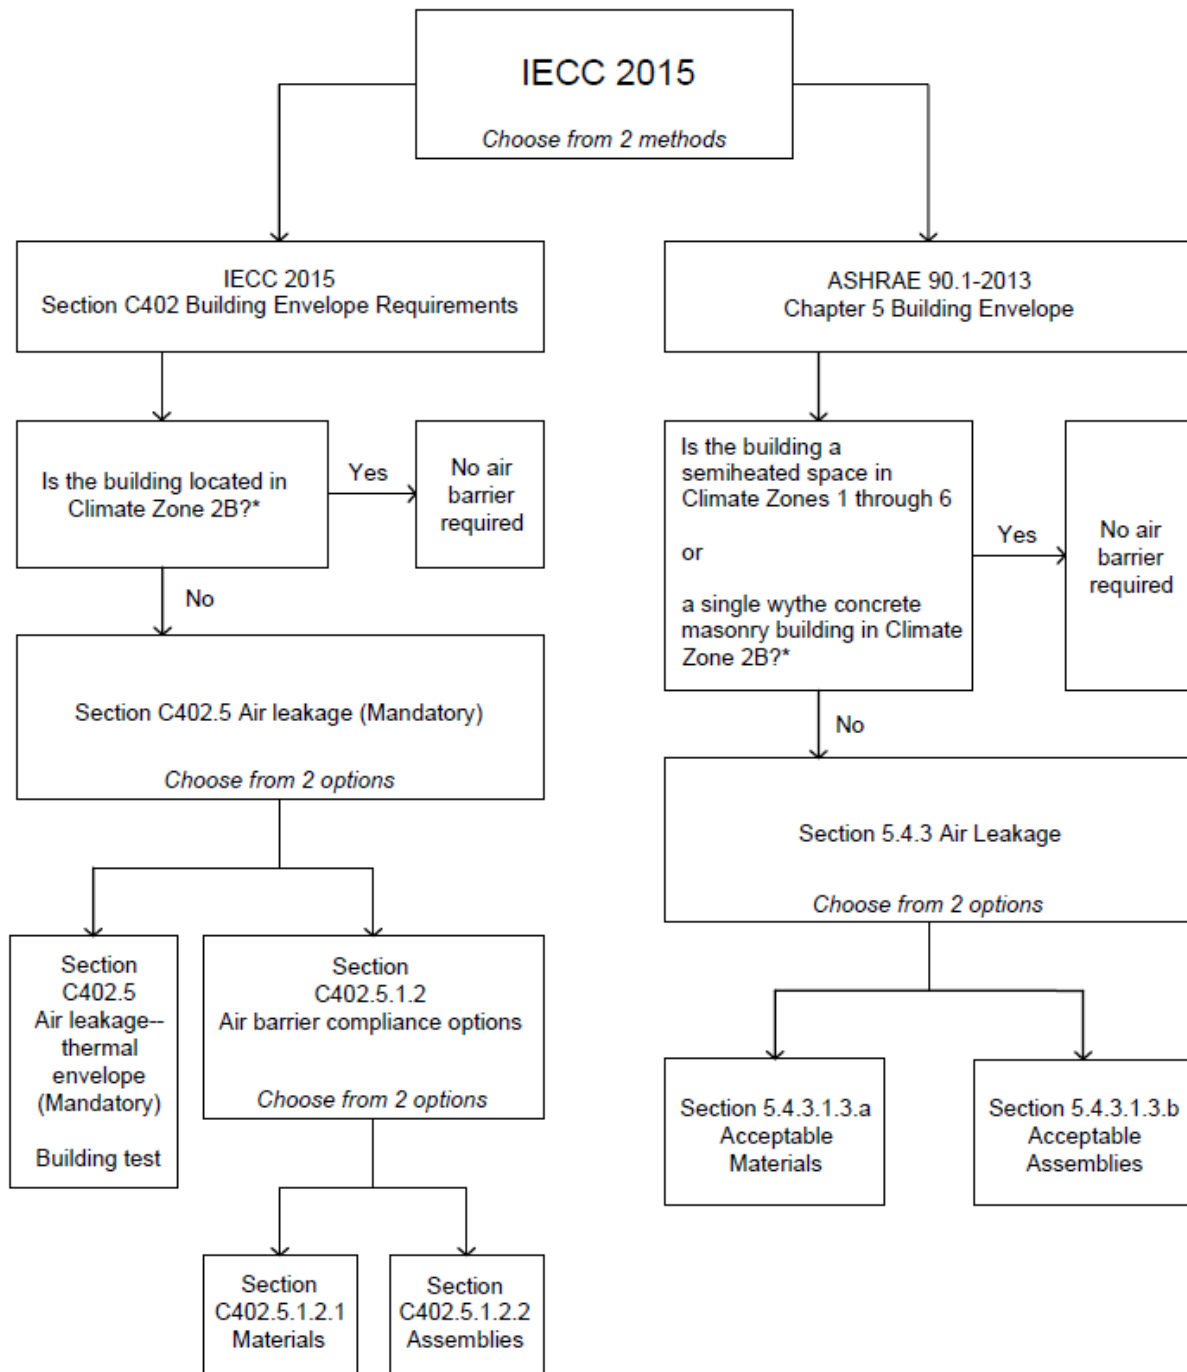 IECC 2015
Choose from 2 methods
IECC 2015
Section C402 Building Envelope Requirements
Is the building located in
Climate Zone 2B?*
Yes
No air
barrier
required
No
Section C402.5 Air leakage (Mandatory)
Choose from 2 options
Section
C402.5
Air leakage--
thermal
envelope
(Mandatory)
Building test
Section
C402.5.1.2
Air barrier compliance options
Choose from 2 options
Section
C402.5.1.2.1
Materials
Section
C402.5.1.2.2
Assemblies
ASHRAE 90.1-2013
Chapter 5 Building Envelope
Is the building a
semiheated space in
Climate Zones 1 through 6
or
a single wythe concrete
masonry building in Climate
Zone 2B?*
Yes
No air
barrier
required
No
Section 5.4.3 Air Leakage
Choose from 2 options
Section 5.4.3.1.3.a
Acceptable
Materials
Section 5.4.3.1.3.b
Acceptable
Assemblies